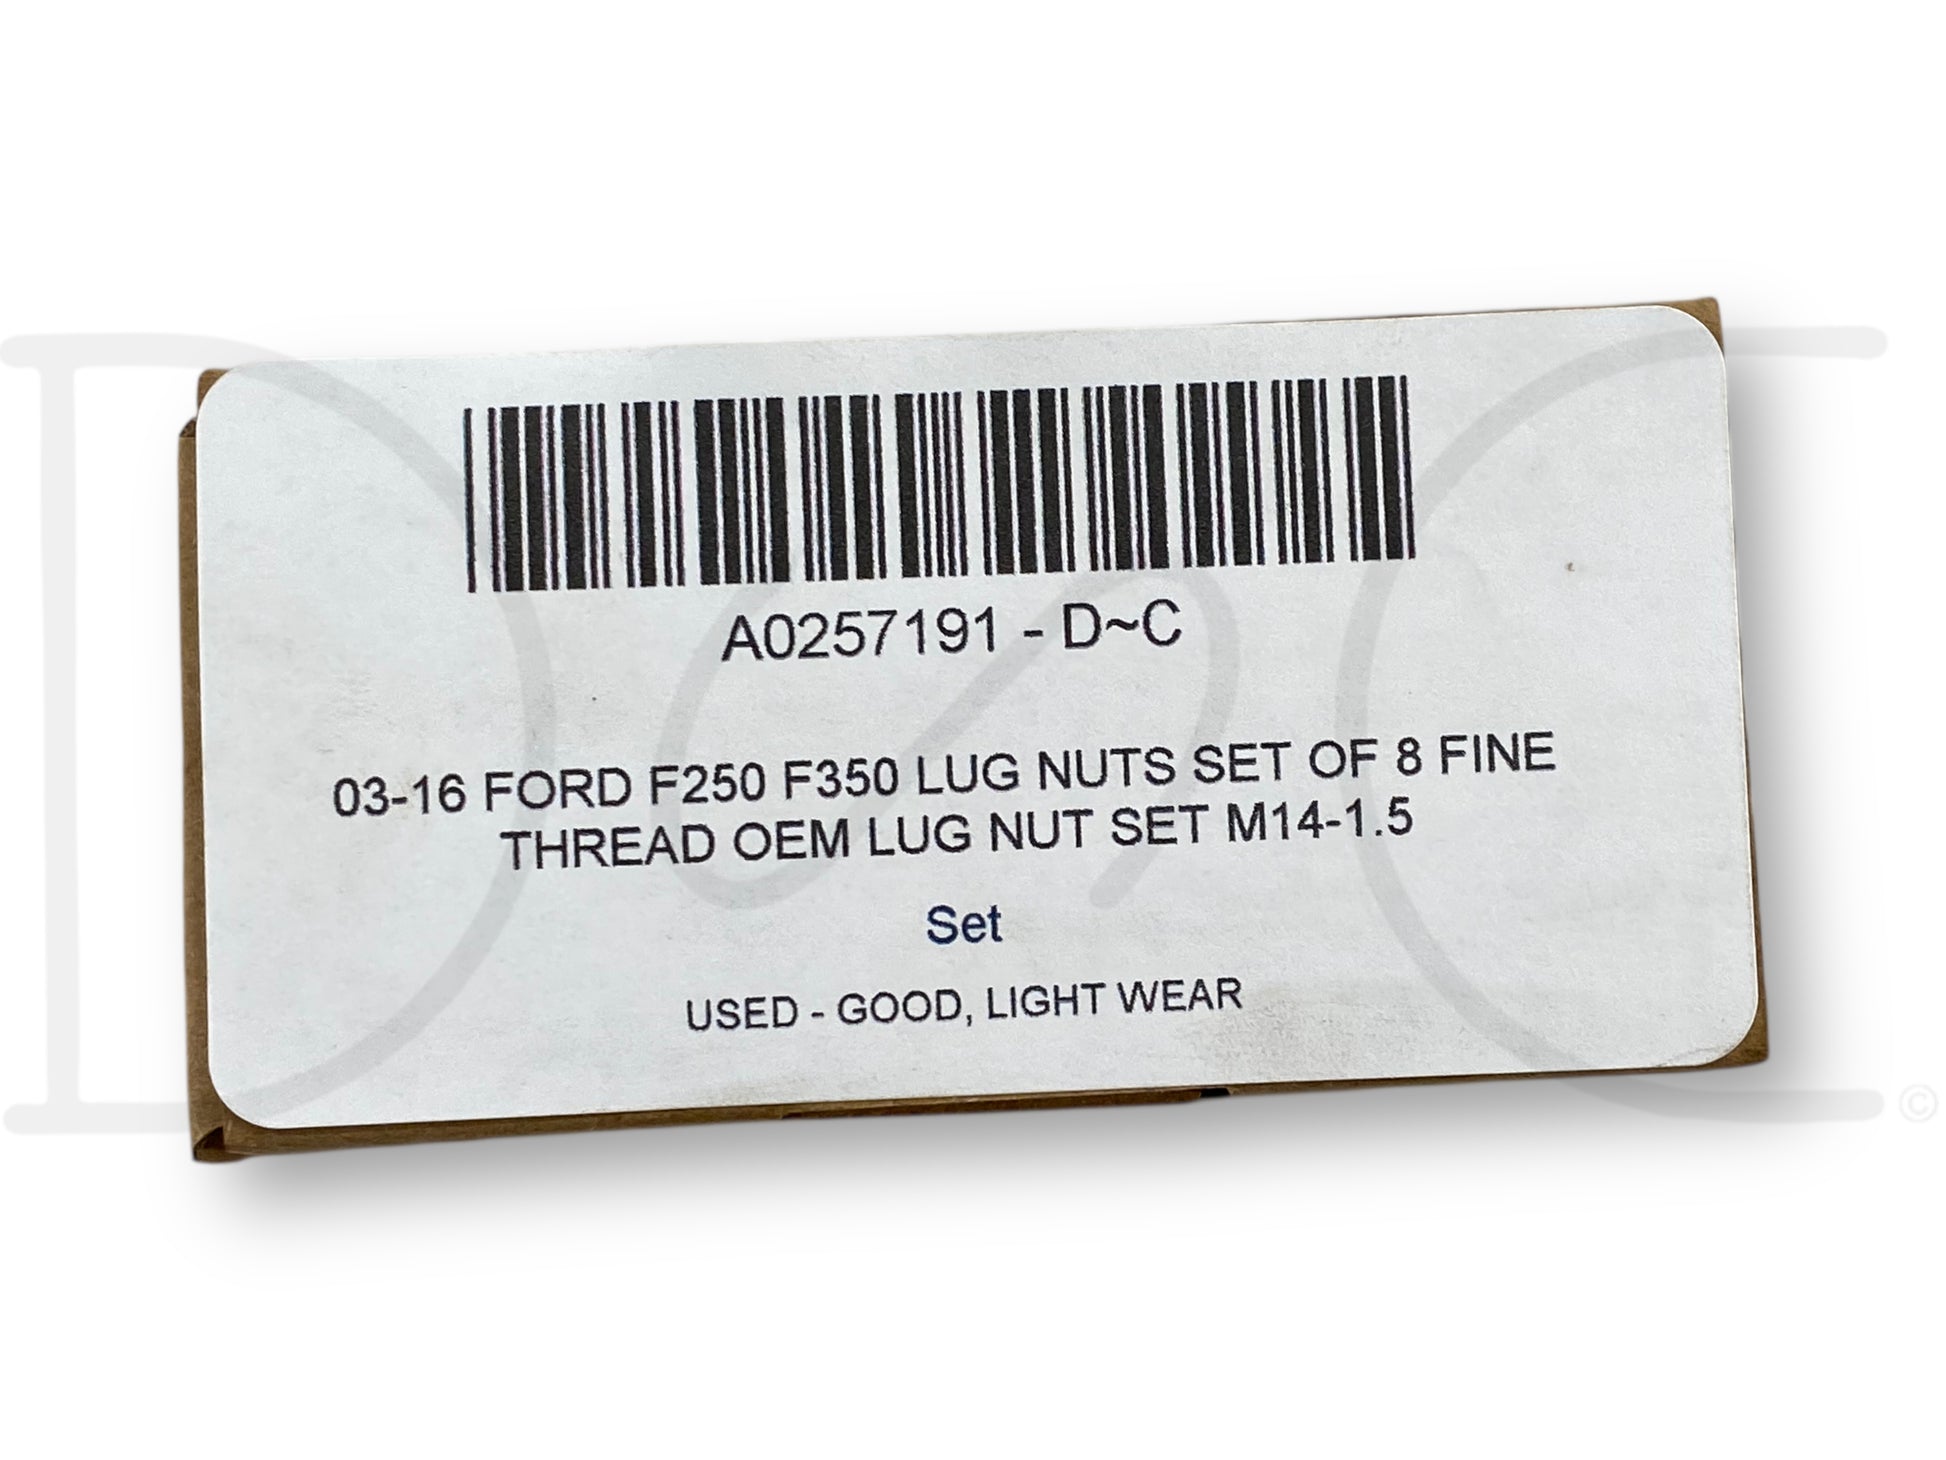 A0257191 - D~C
03-16 FORD F250 F350 LUG NUTS SET OF 8 FINE
THREAD OEM LUG NUT SET M14-1.5
Set
USED - GOOD, LIGHT WEAR
D~C ©